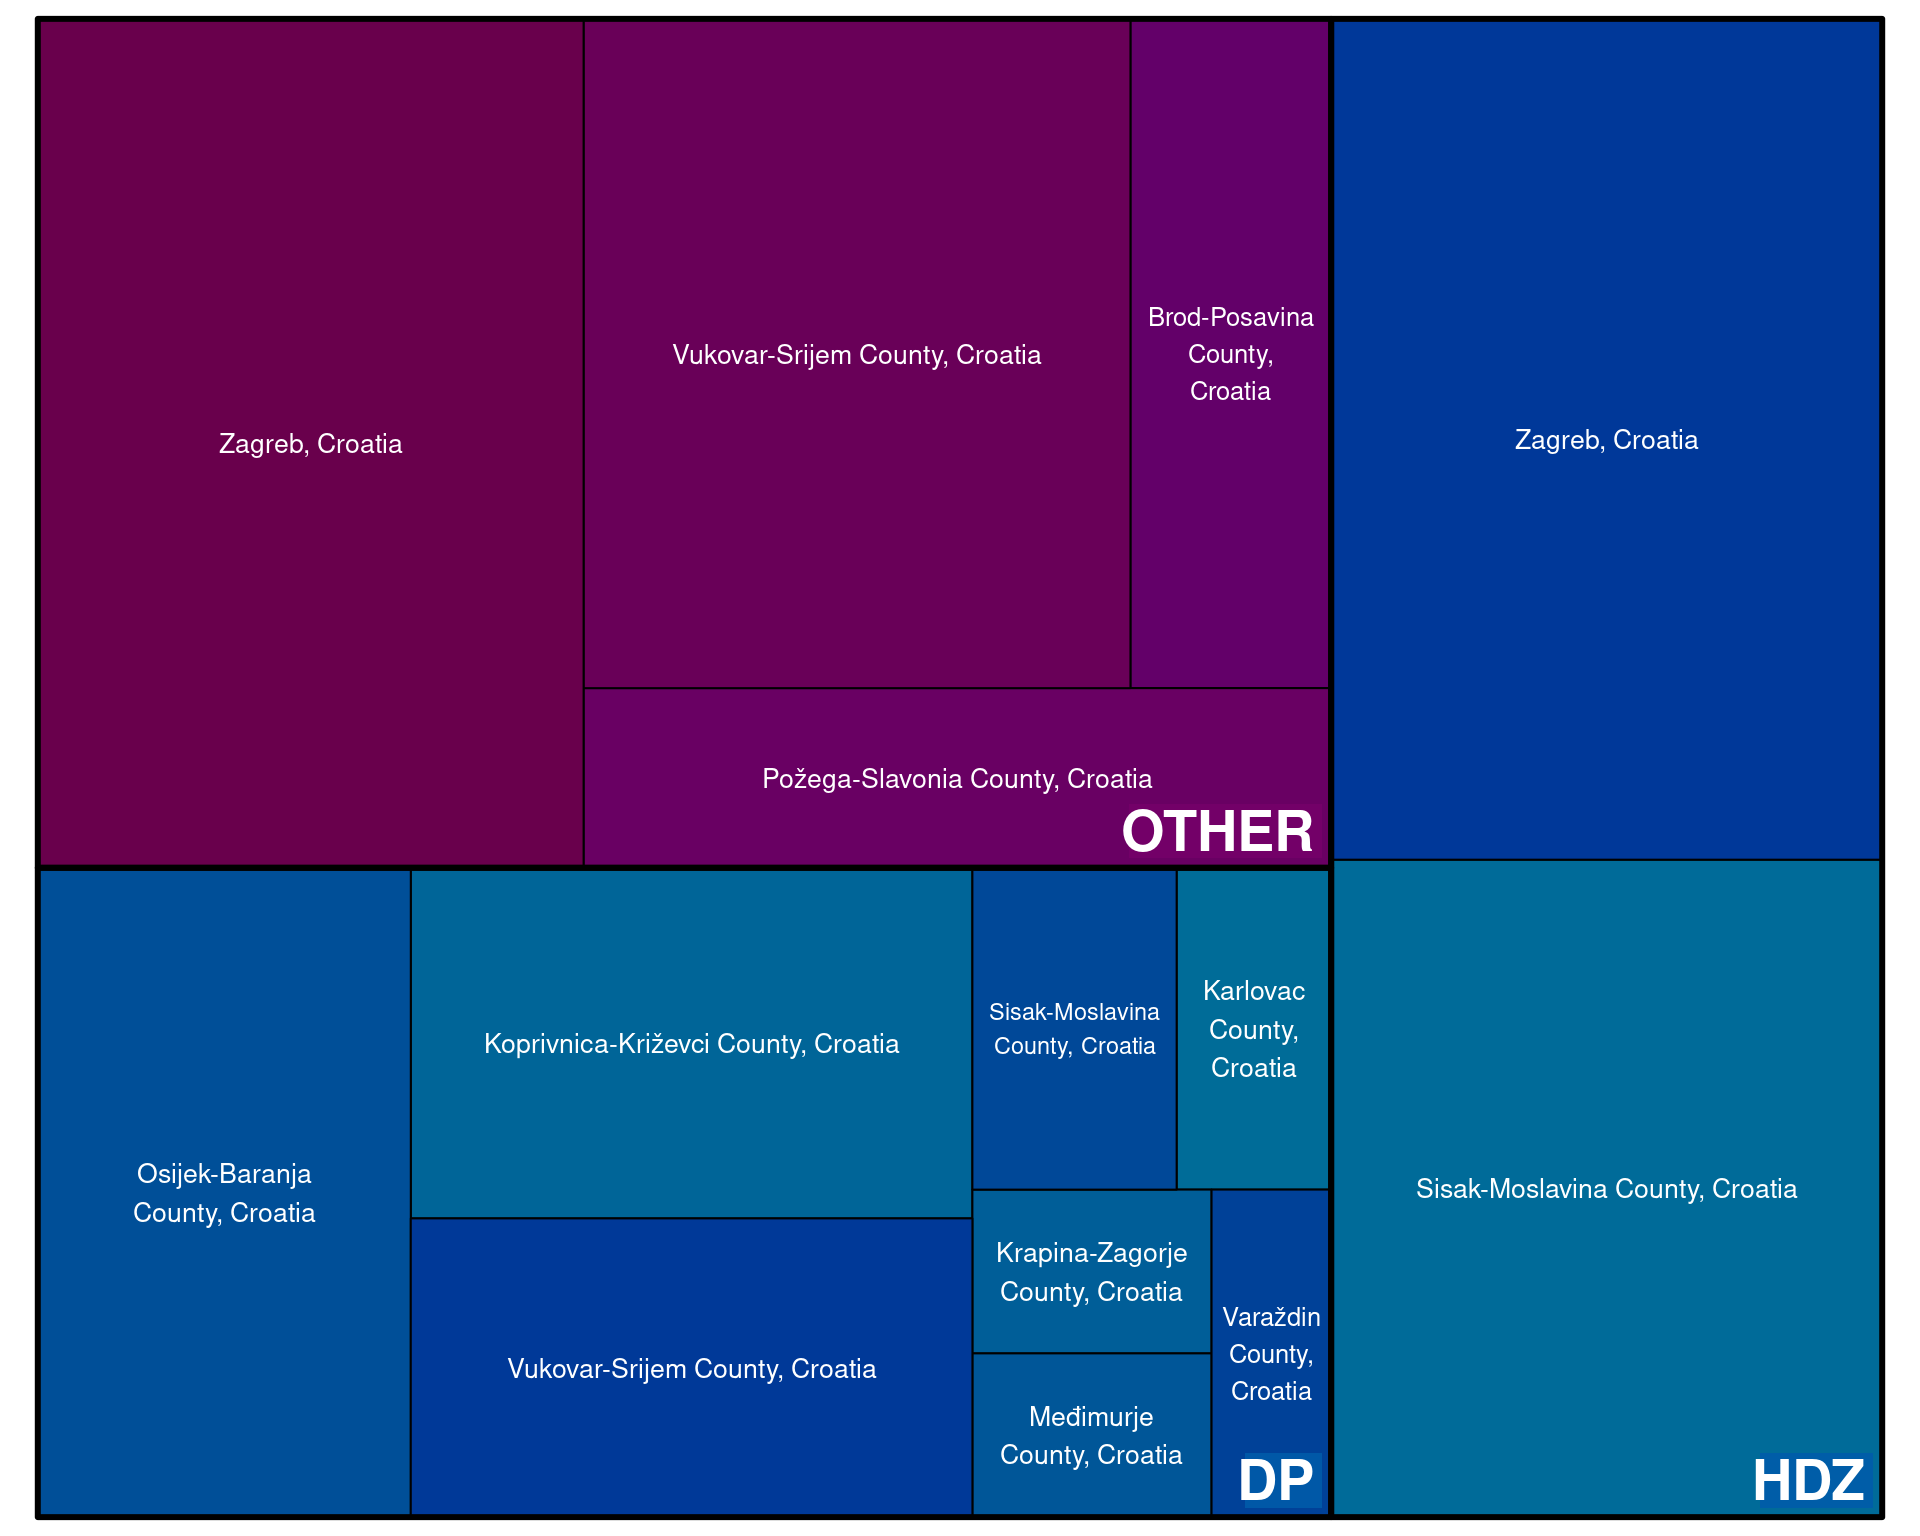 Zagreb, Croatia
Vukovar-Srijem County, Croatia
Brod-Posavina
County,
Croatia
Požega-Slavonia County, Croatia
OTHER
Zagreb, Croatia
Sisak-Moslavina County, Croatia
HDZ
Osijek-Baranja
County, Croatia
Koprivnica-Križevci County, Croatia
Vukovar-Srijem County, Croatia
Sisak-Moslavina
County, Croatia
Karlovac
County,
Croatia
Krapina-Zagorje
County, Croatia
Međimurje
County, Croatia
Varaždin
County,
Croatia
DP